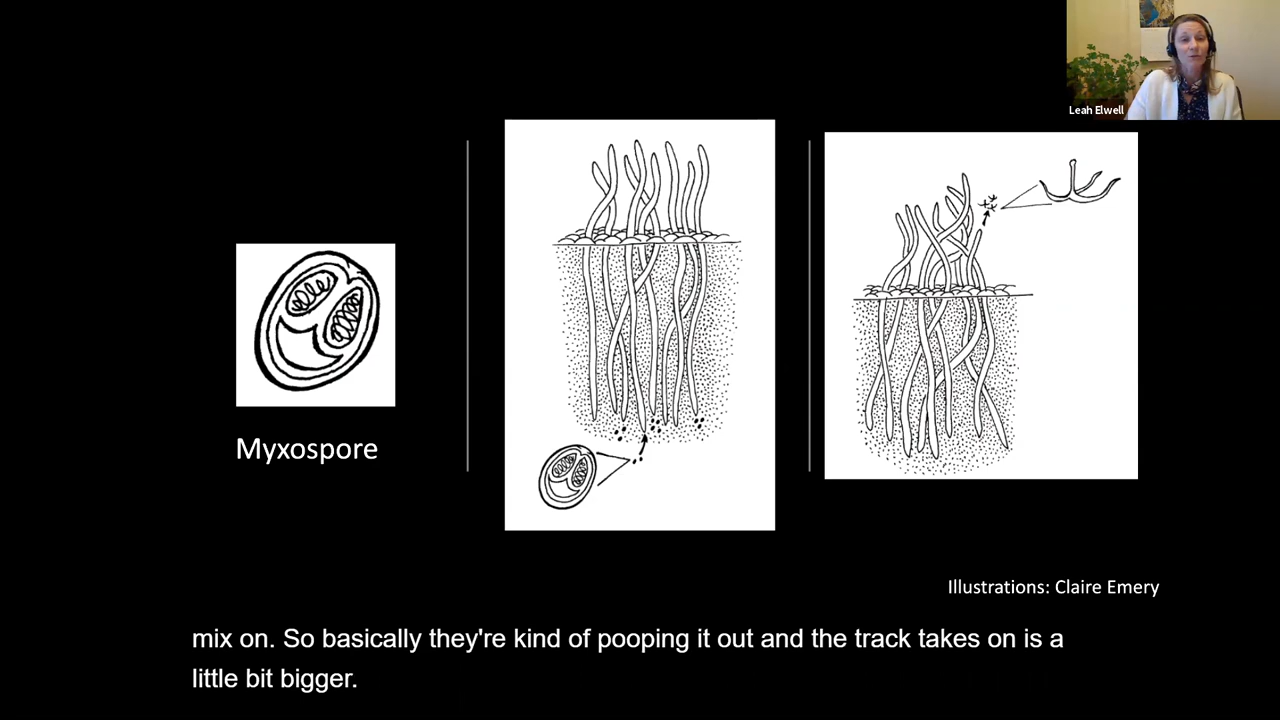 Leah Elwell
Myxospore
Illustrations: Claire Emery
mix on. So basically they're kind of pooping it out and the track takes on is a
little bit bigger.